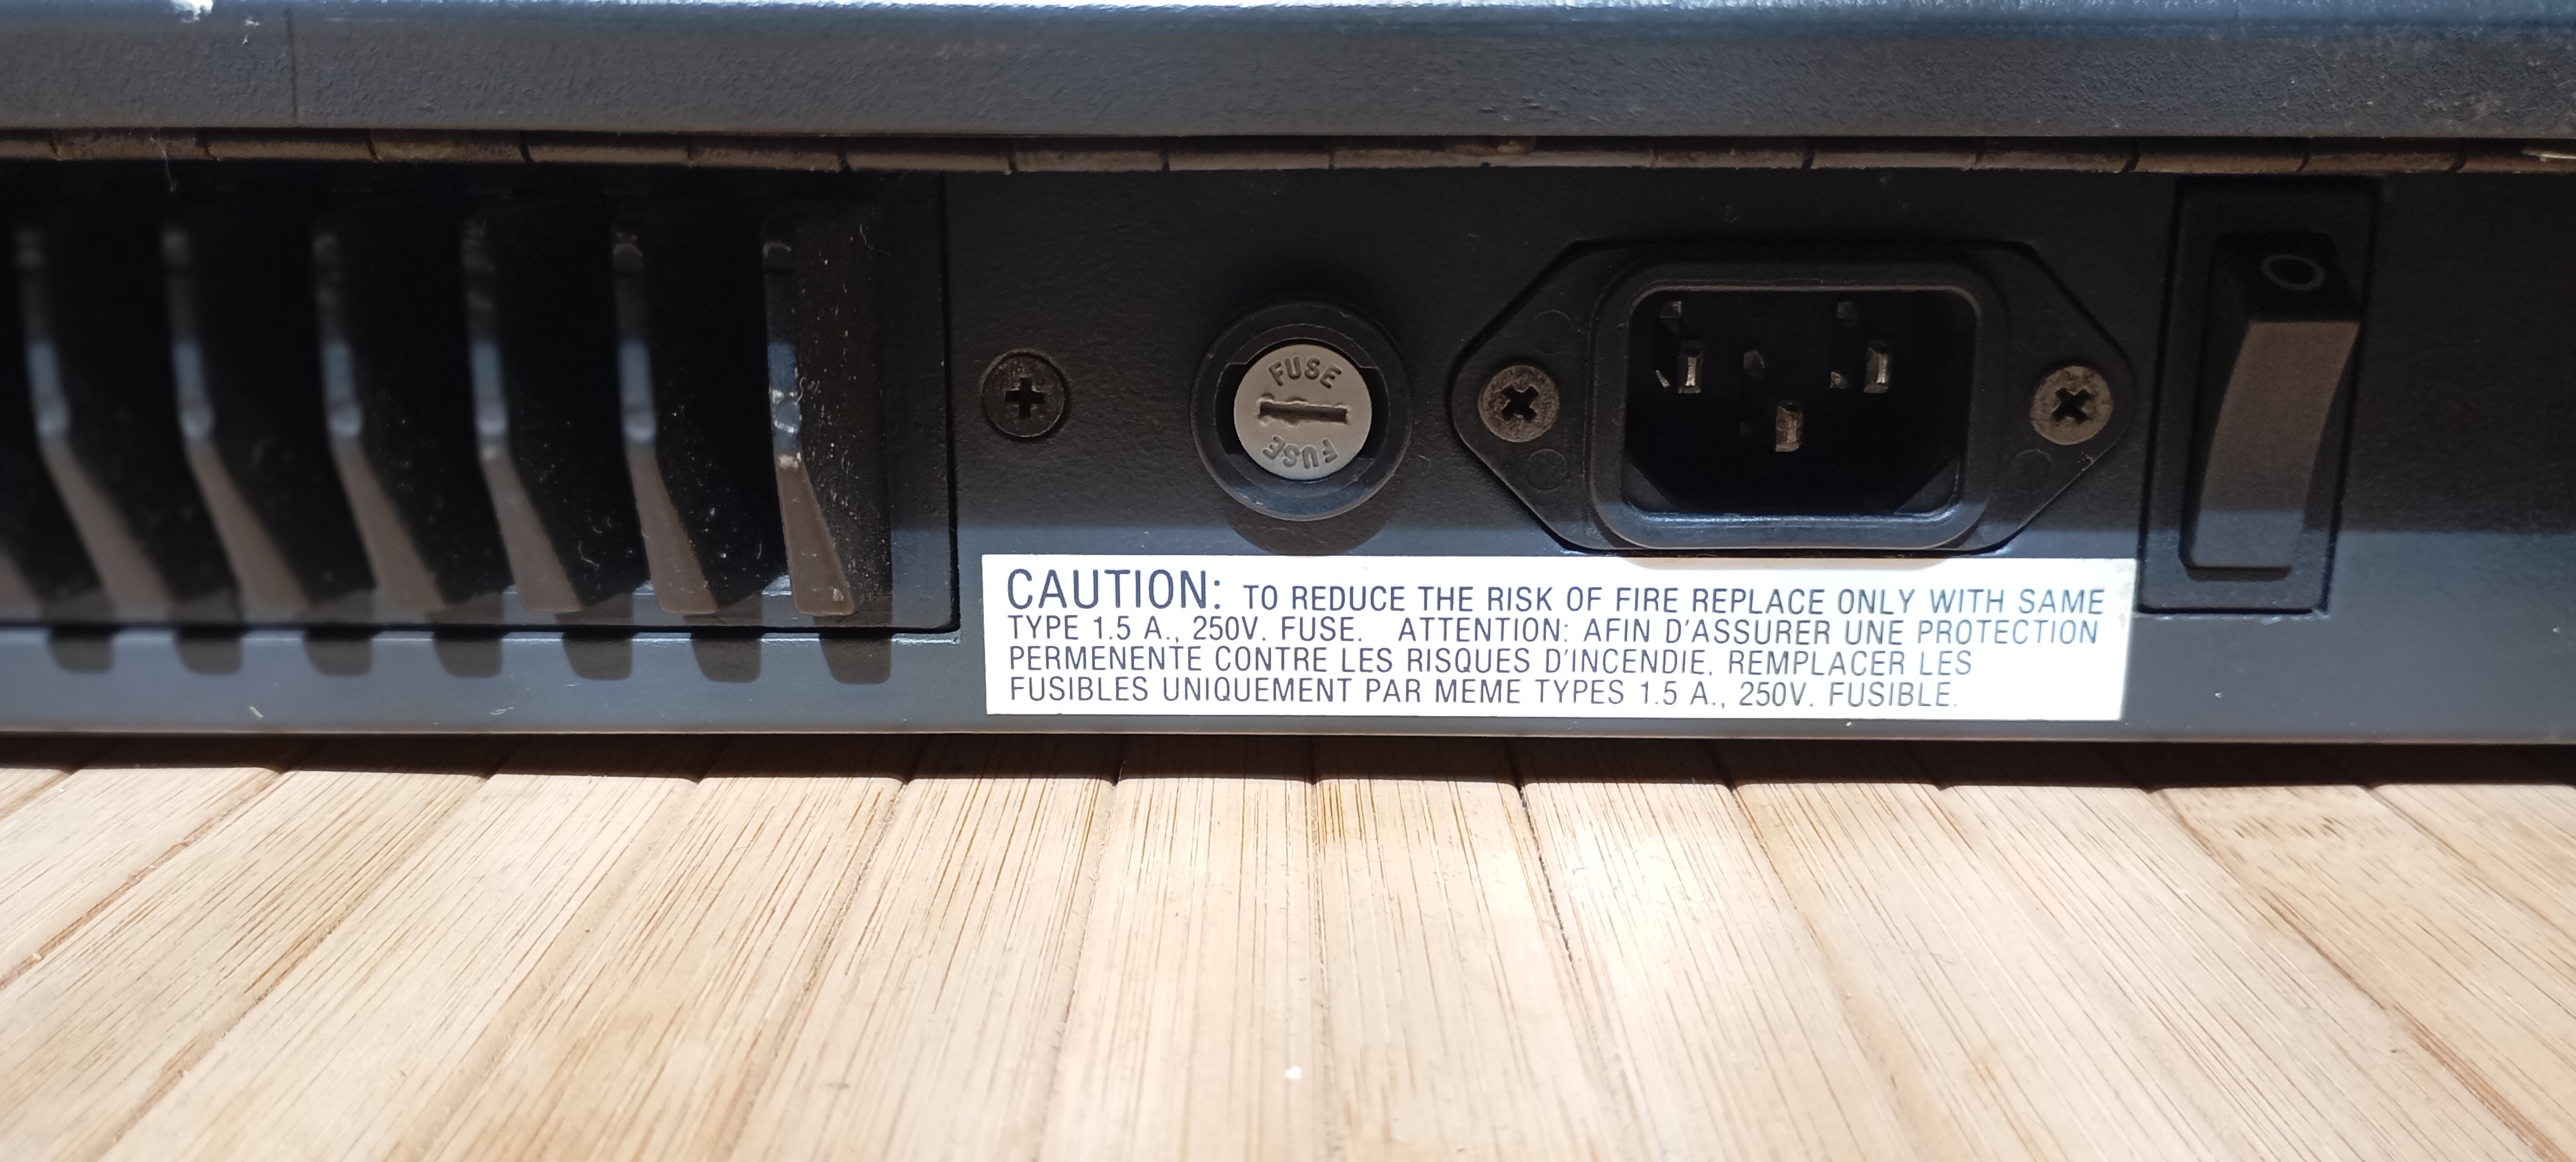 FUSE
FUSE
CAUTION: TO REDUCE THE RISK OF FIRE REPLACE ONLY WITH SAME
TYPE 1.5 A., 250V. FUSE. ATTENTION: AFIN D'ASSURER UNE PROTECTION
PERMENENTE CONTRE LES RISQUES D'INCENDIE, REMPLACER LES
FUSIBLES UNIQUEMENT PAR MEME TYPES 1.5 A., 250V. FUSIBLE.